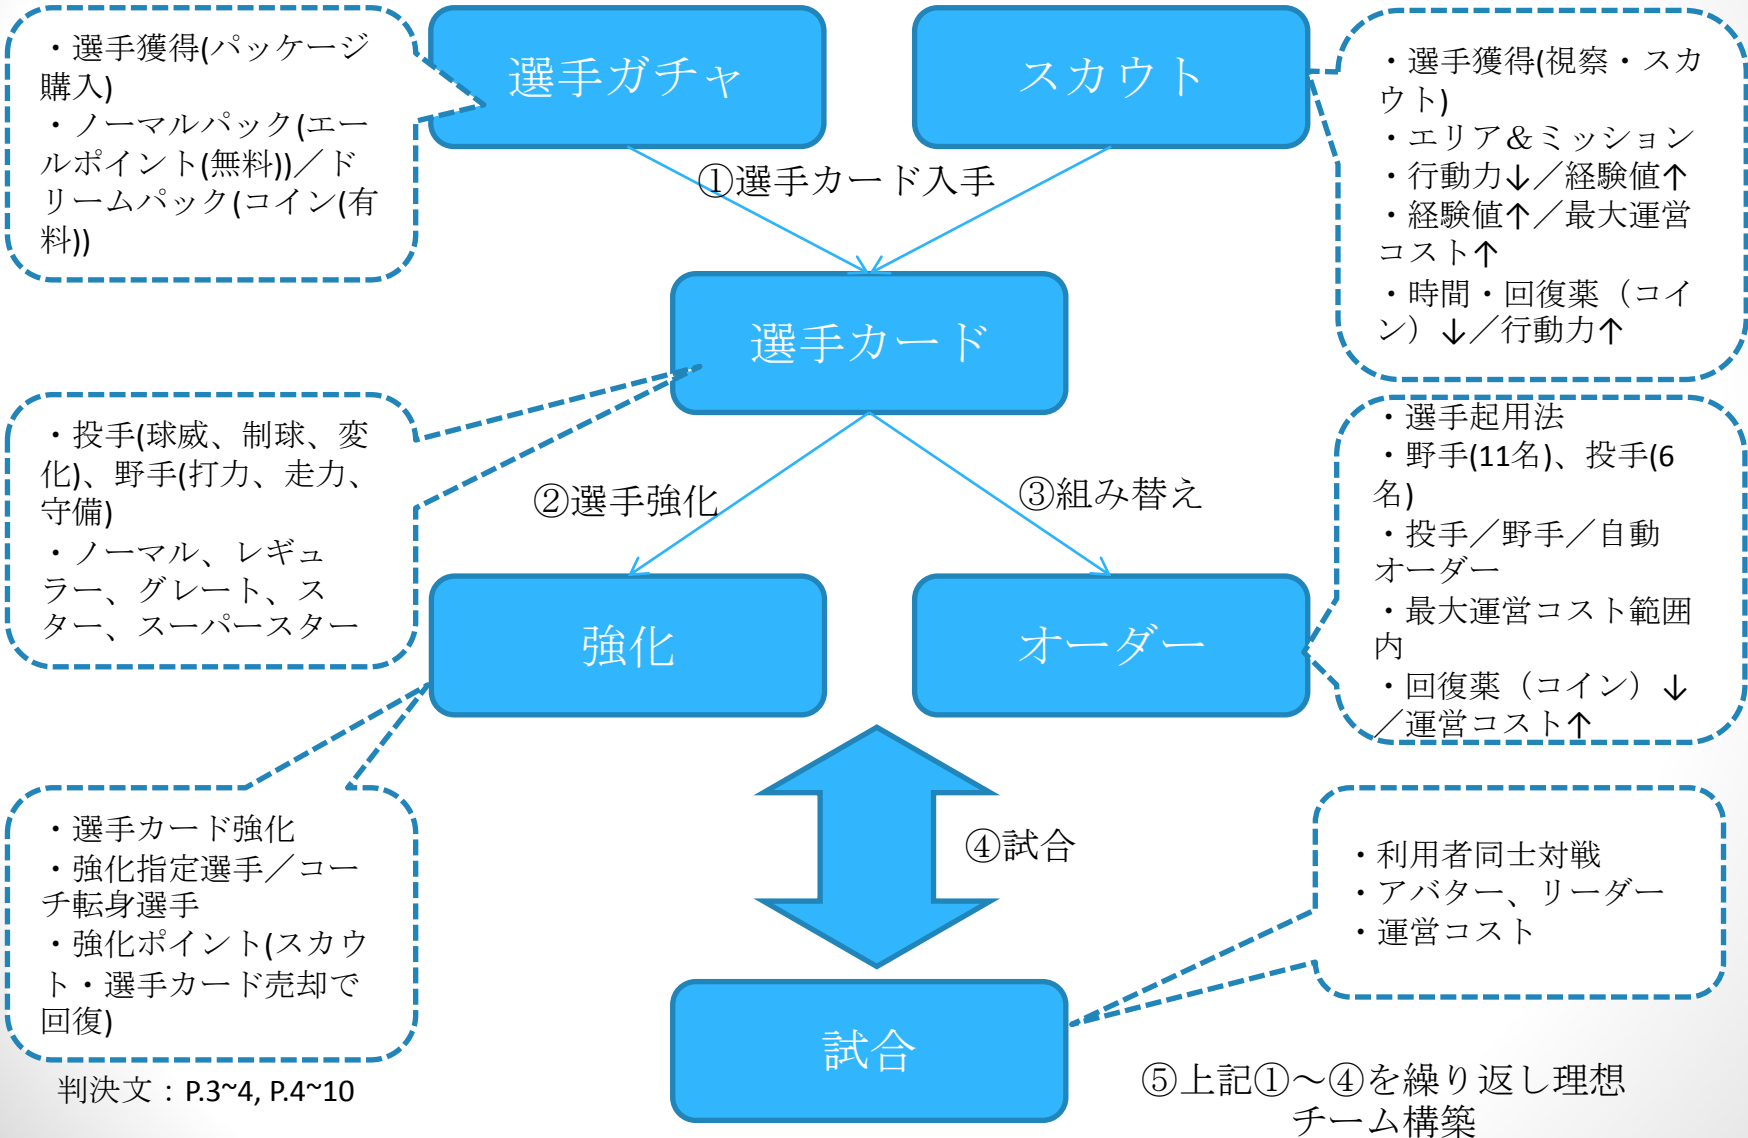 ・選手獲得(パッケージ
購入)
・ノーマルパック(エー
ルポイント(無料))／ド
リームパック(コイン(有
料))
選手ガチャ
スカウト
・選手獲得(視察・スカ
ウト)
・エリア＆ミッション
・行動力↓／経験値↑
・経験値↑／最大運営
コスト↑
・時間・回復薬（コイ
ン）↓／行動力↑
①選手カード入手
選手カード
・投手(球威、制球、変
化)、野手(打力、走力、
守備)
・ノーマル、レギュ
ラー、グレート、ス
ター、スーパースター
②選手強化
③組み替え
・選手起用法
・野手(11名)、投手(6
名)
・投手／野手／自動
オーダー
・最大運営コスト範囲
内
・回復薬（コイン）↓
／運営コスト↑
強化
オーダー
・選手カード強化
・強化指定選手／コー
チ転身選手
・強化ポイント(スカウ
ト・選手カード売却で
回復)
④試合
・利用者同士対戦
・アバター、リーダー
・運営コスト
試合
判決文：P.3~4, P.4~10
⑤上記①～④を繰り返し理想
チーム構築